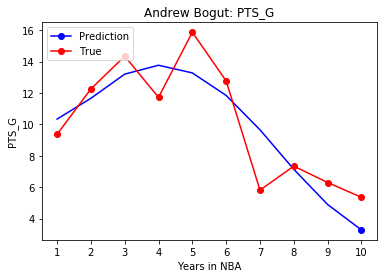 Andrew Bogut: PTS_G
Prediction
True
PTS_G
16
14
12
10
8
6
4
1 2 3 4 5 6 7 8 9 10
Years in NBA